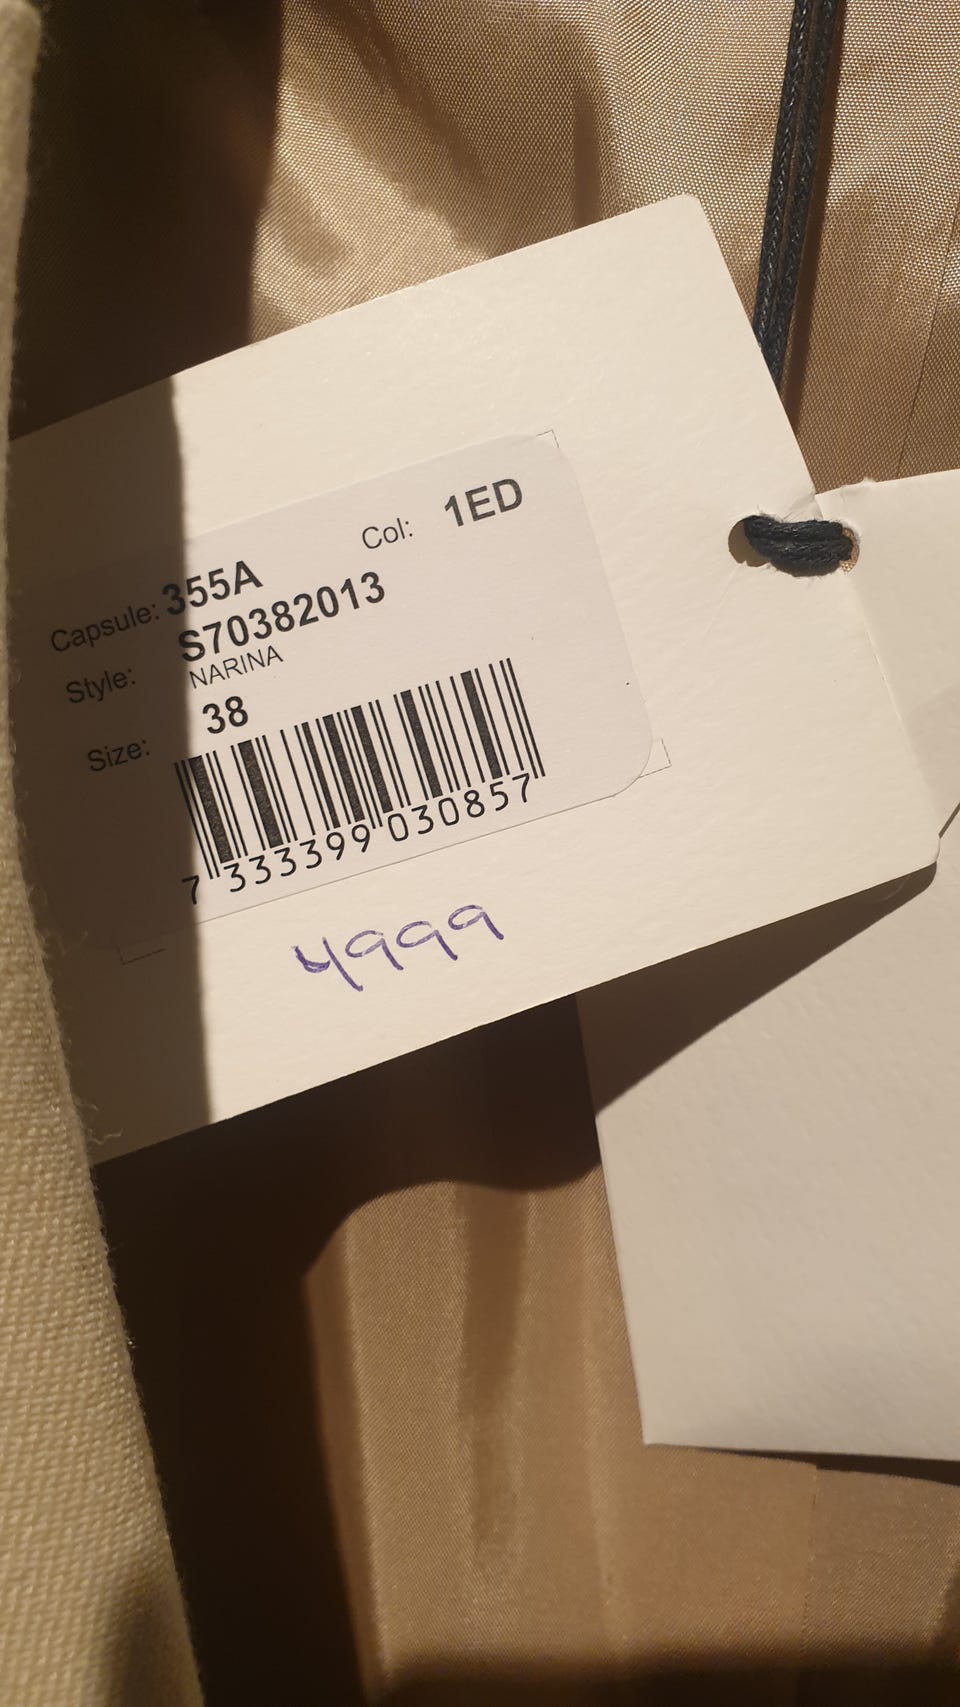 Col: 1ED
Capsule: 355A
Style: S70382013
NARINA
Size: 38
7 333399 030857
4999